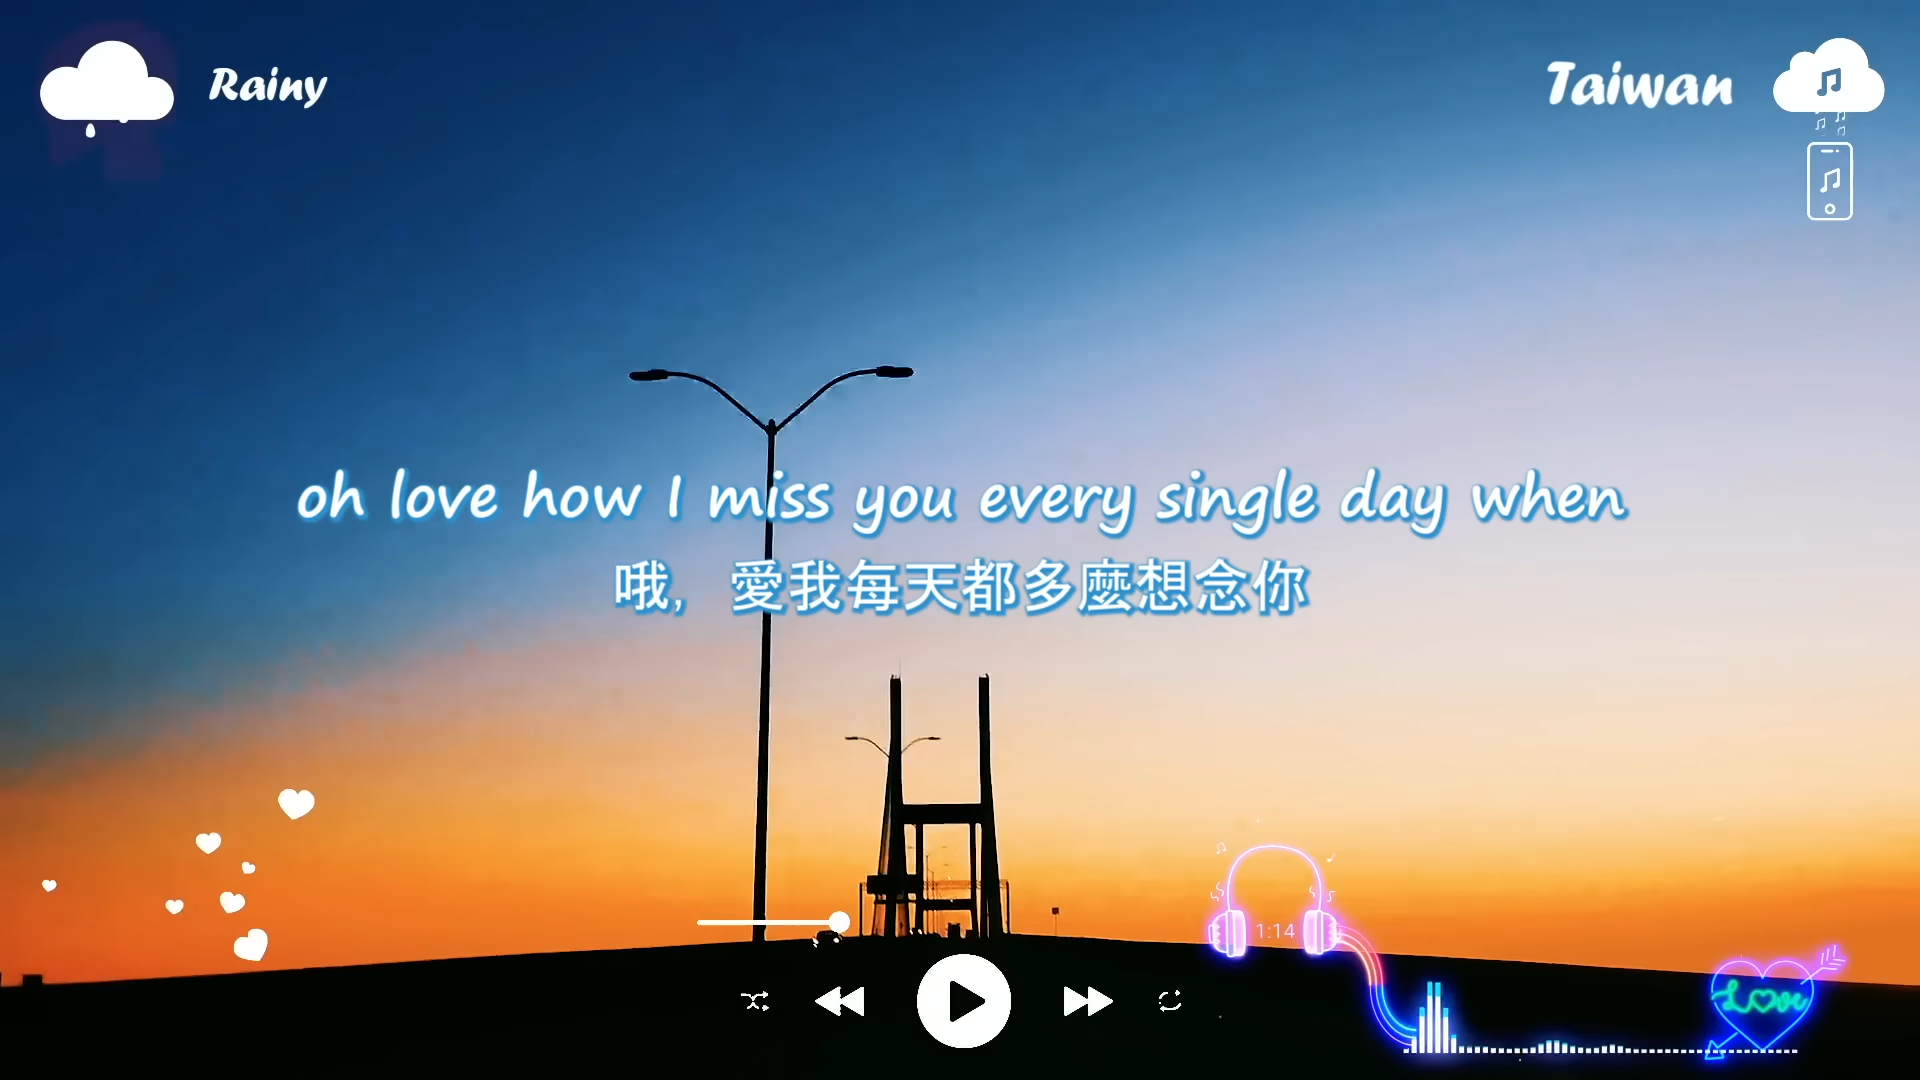 Rainy
Taiwan
oh love how I miss you every single day when
哦，愛我每天都多麼想念你
1:14
Love